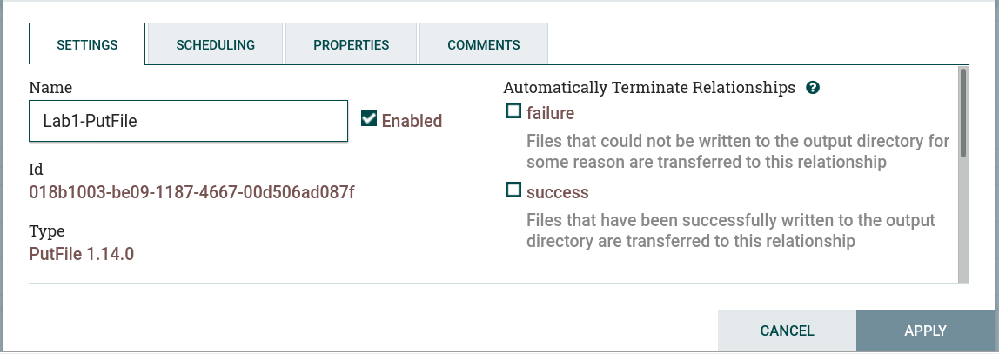 SETTINGS
SCHEDULING
PROPERTIES
COMMENTS
Name
Lab1-PutFile
Enabled
Id
018b1003-be09-1187-4667-00d506ad087f
Type
PutFile 1.14.0
Automatically Terminate Relationships ?
failure
Files that could not be written to the output directory for
some reason are transferred to this relationship
success
Files that have been successfully written to the output
directory are transferred to this relationship
CANCEL
APPLY